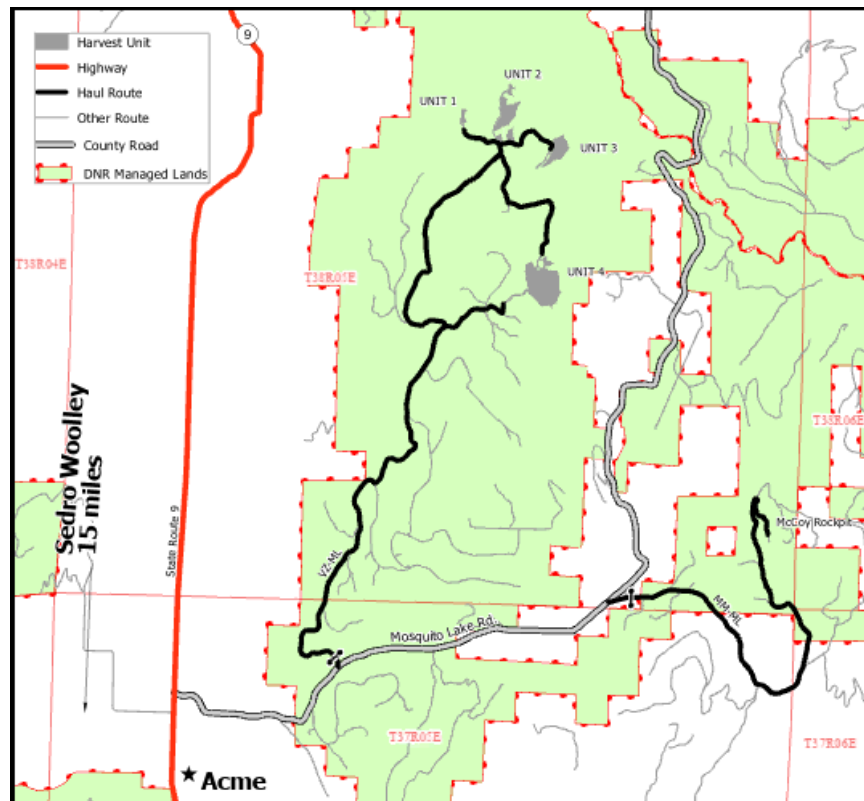 9
Harvest Unit
Highway
Haul Route
Other Route
County Road
DNR Managed Lands
UNIT 2
UNIT 1
UNIT 3
UNIT 4
T38R04E
T38R05E
T38R06E
Sedro Woolley
15 miles
State Route 9
McCoy Rockpit
VZ-ML
MM-ML
Mosquito Lake Rd.
T37R05E
T37R06E
Acme